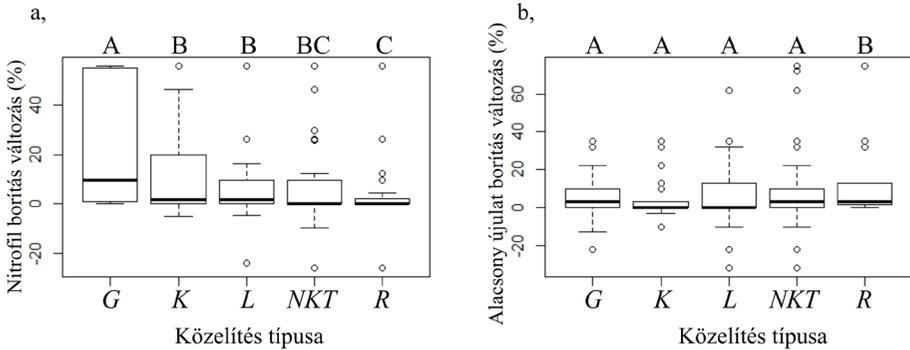 a,
A B B BC C
Nitrofil borítás változás (%)
40
20
0
-20
G K L NKT R
Közelítés típusa
b,
A A A A B
Alacsony újulat borítás változás (%)
60
40
20
0
-20
G K L NKT R
Közelítés típusa